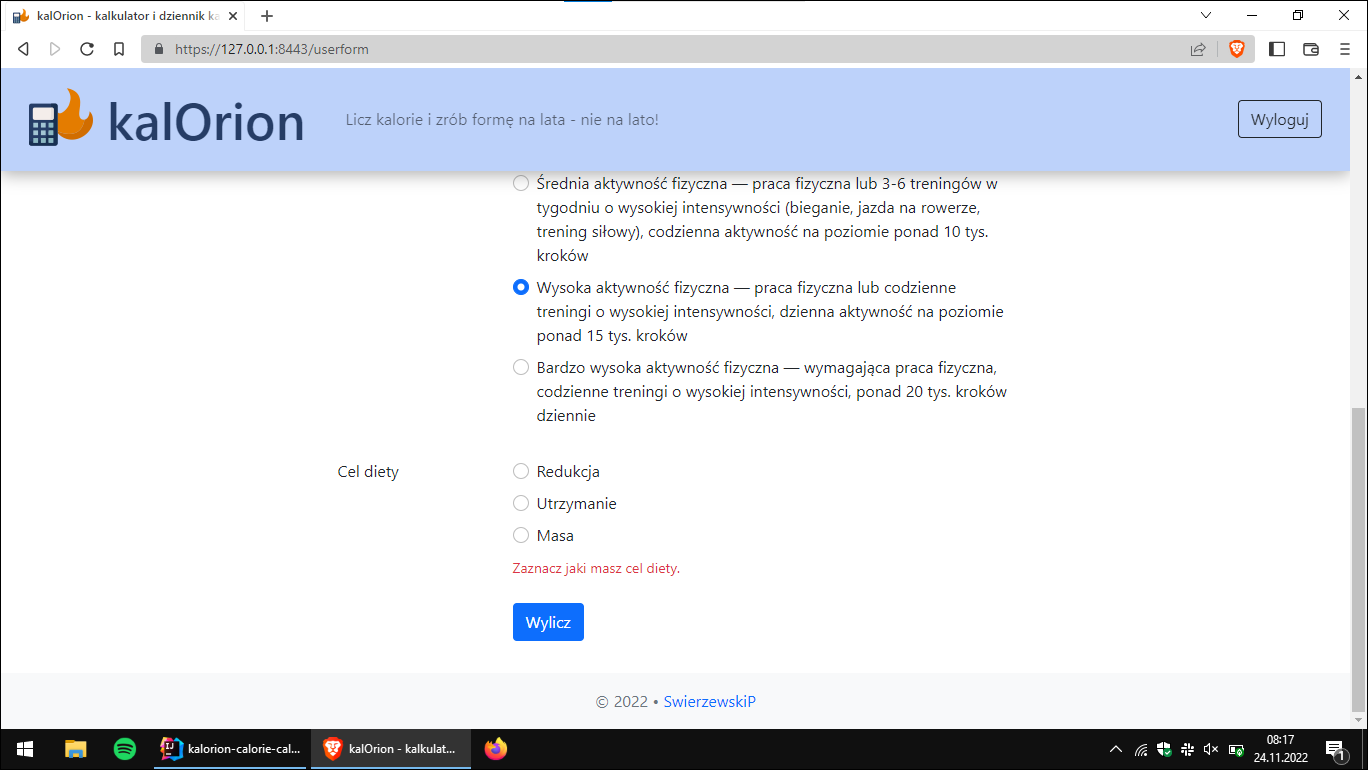 kalOrion - kalkulator i dziennik ka
https://127.0.0.1:8443/userform
kalOrion
Licz kalorie i zrób formę na lata - nie na lato!
Wyloguj
Średnia aktywność fizyczna — praca fizyczna lub 3-6 treningów w
tygodniu o wysokiej intensywności (bieganie, jazda na rowerze,
trening siłowy), codzienna aktywność na poziomie ponad 10 tys.
kroków
Wysoka aktywność fizyczna — praca fizyczna lub codzienne
treningi o wysokiej intensywności, dzienna aktywność na poziomie
ponad 15 tys. kroków
Bardzo wysoka aktywność fizyczna — wymagająca praca fizyczna,
codzienne treningi o wysokiej intensywności, ponad 20 tys. kroków
dziennie
Cel diety
Redukcja
Utrzymanie
Masa
Zaznacz jaki masz cel diety.
Wylicz
© 2022 • SwierzewskiP
IJ
kalorion-calorie-cal...
kalOrion - kalkulat...
08:17
24.11.2022
1